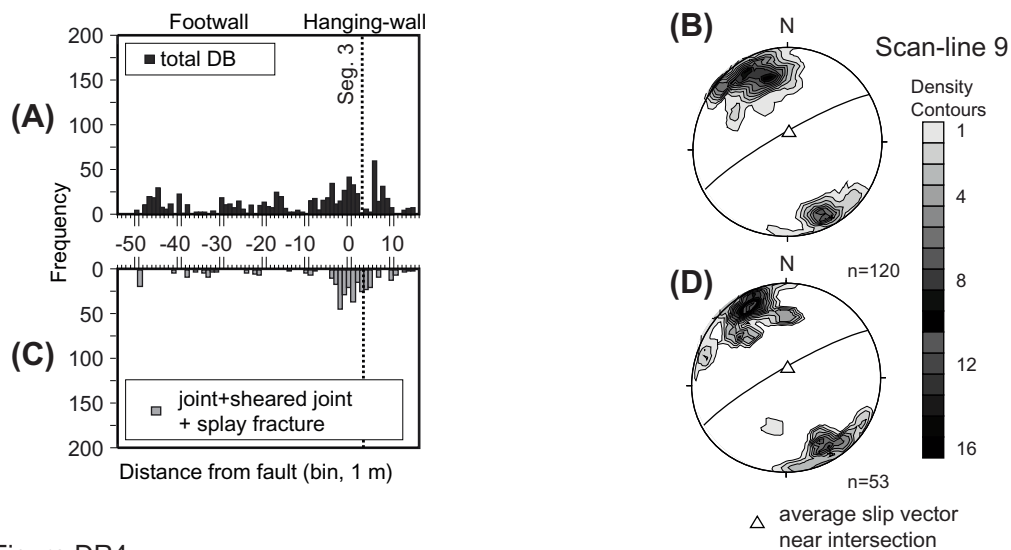 Footwall Hanging-wall
200
150
100
50
0
total DB
Seg. 3
(A)
Frequency
-50 -40 -30 -20 -10 0 10
0
50
100
150
200
(C)
joint+sheared joint
+ splay fracture
Distance from fault (bin, 1 m)
(B)
N
Scan-line 9
Density
Contours
1
4
8
12
16
n=120
(D)
N
n=53
average slip vector
near intersection